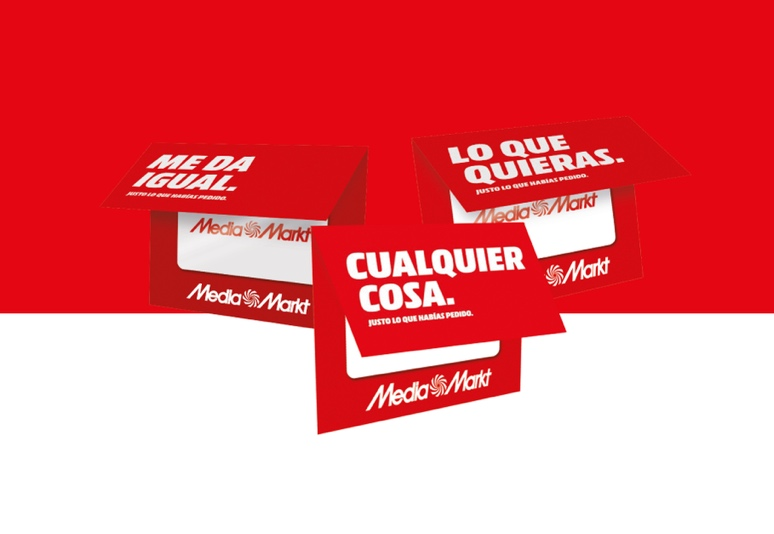 ME DA
IGUAL.
JUSTO LO QUE HABÍAS PEDIDO.
MediaMarkt
MediaMarkt
LO QUE
QUIERAS.
JUSTO LO QUE HABÍAS PEDIDO.
MediaMarkt
Markt
CUALQUIER
COSA.
JUSTO LO QUE HABÍAS PEDIDO.
MediaMarkt